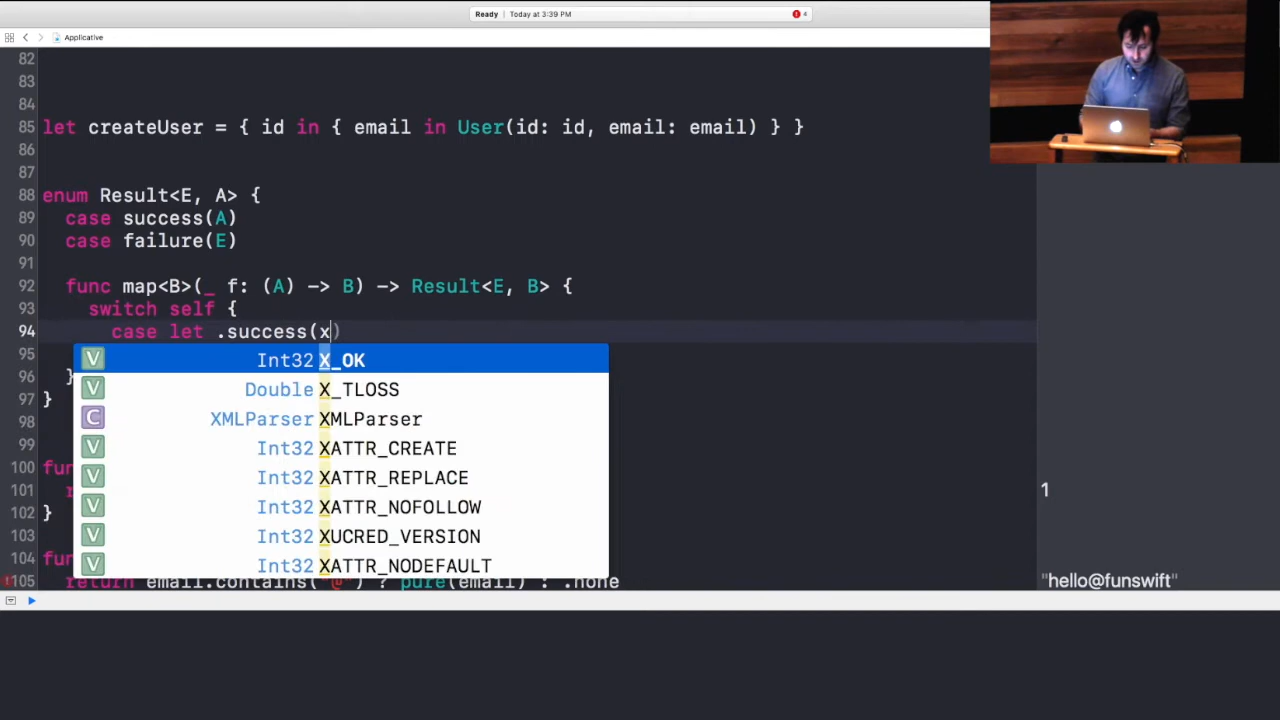 Ready | Today at 3:39 PM 4
Applicative
82
83
84
85 let createUser = { id in { email in User(id: id, email: email) } }
86
87
88 enum Result<E, A> {
89 case success(A)
90 case failure(E)
91
92 func map<B>(_ f: (A) -> B) -> Result<E, B> {
93 switch self {
94 case let .success(x)
95
96 }
97 }
98
99
100 fun
101
102 }
103
104 fun
105 return email.contains("@") ? pure(email) : .none
V Int32 X_OK
V Double X_TLOSS
C XMLParser XMLParser
V Int32 XATTR_CREATE
V Int32 XATTR_REPLACE
V Int32 XATTR_NOFOLLOW
V Int32 XUCRED_VERSION
V Int32 XATTR_NODEFAULT
1
"hello@funswift"